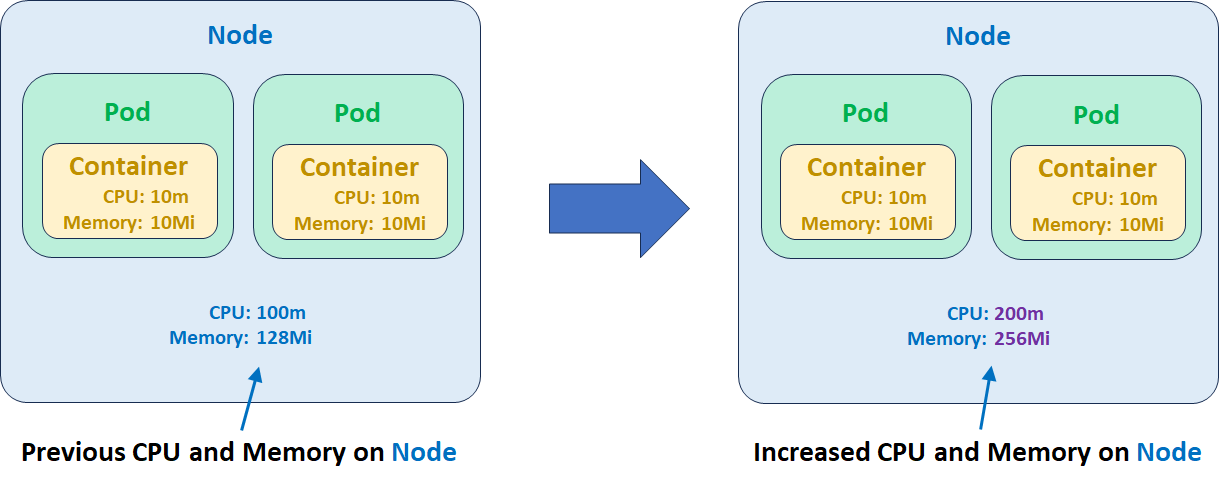 Node
Pod
Container
CPU: 10m
Memory: 10Mi
Pod
Container
CPU: 10m
Memory: 10Mi
CPU: 100m
Memory: 128Mi
Previous CPU and Memory on Node
Node
Pod
Container
CPU: 10m
Memory: 10Mi
Pod
Container
CPU: 10m
Memory: 10Mi
CPU: 200m
Memory: 256Mi
Increased CPU and Memory on Node